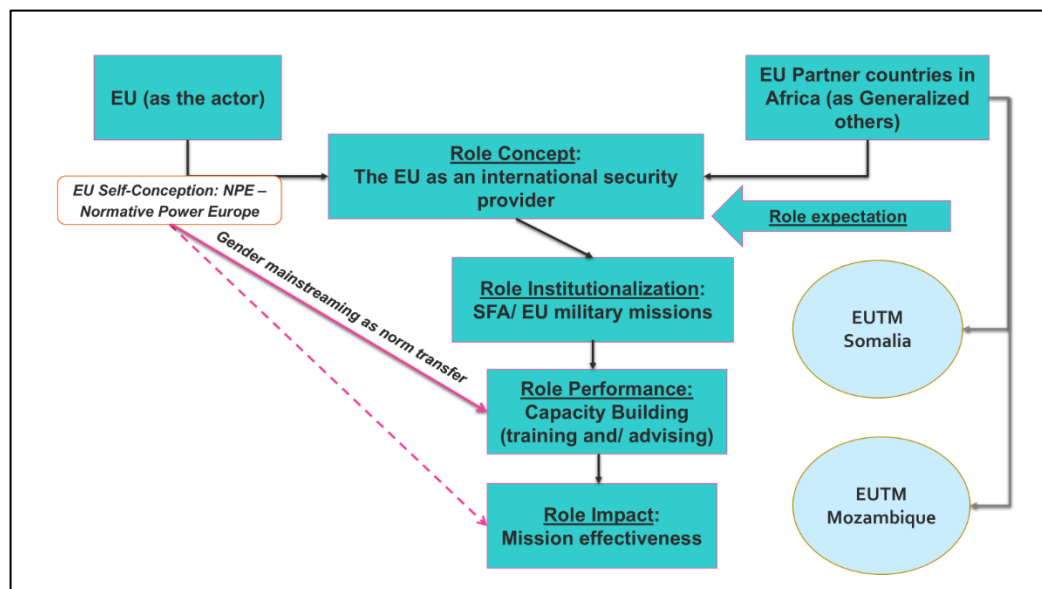 EU (as the actor)
EU Partner countries in
Africa (as Generalized
others)
Role Concept:
The EU as an international security
provider
EU Self-Conception: NPE –
Normative Power Europe
Role expectation
Gender mainstreaming as norm transfer
Role Institutionalization:
SFA/ EU military missions
EUTM
Somalia
Role Performance:
Capacity Building
(training and/ advising)
EUTM
Mozambique
Role Impact:
Mission effectiveness